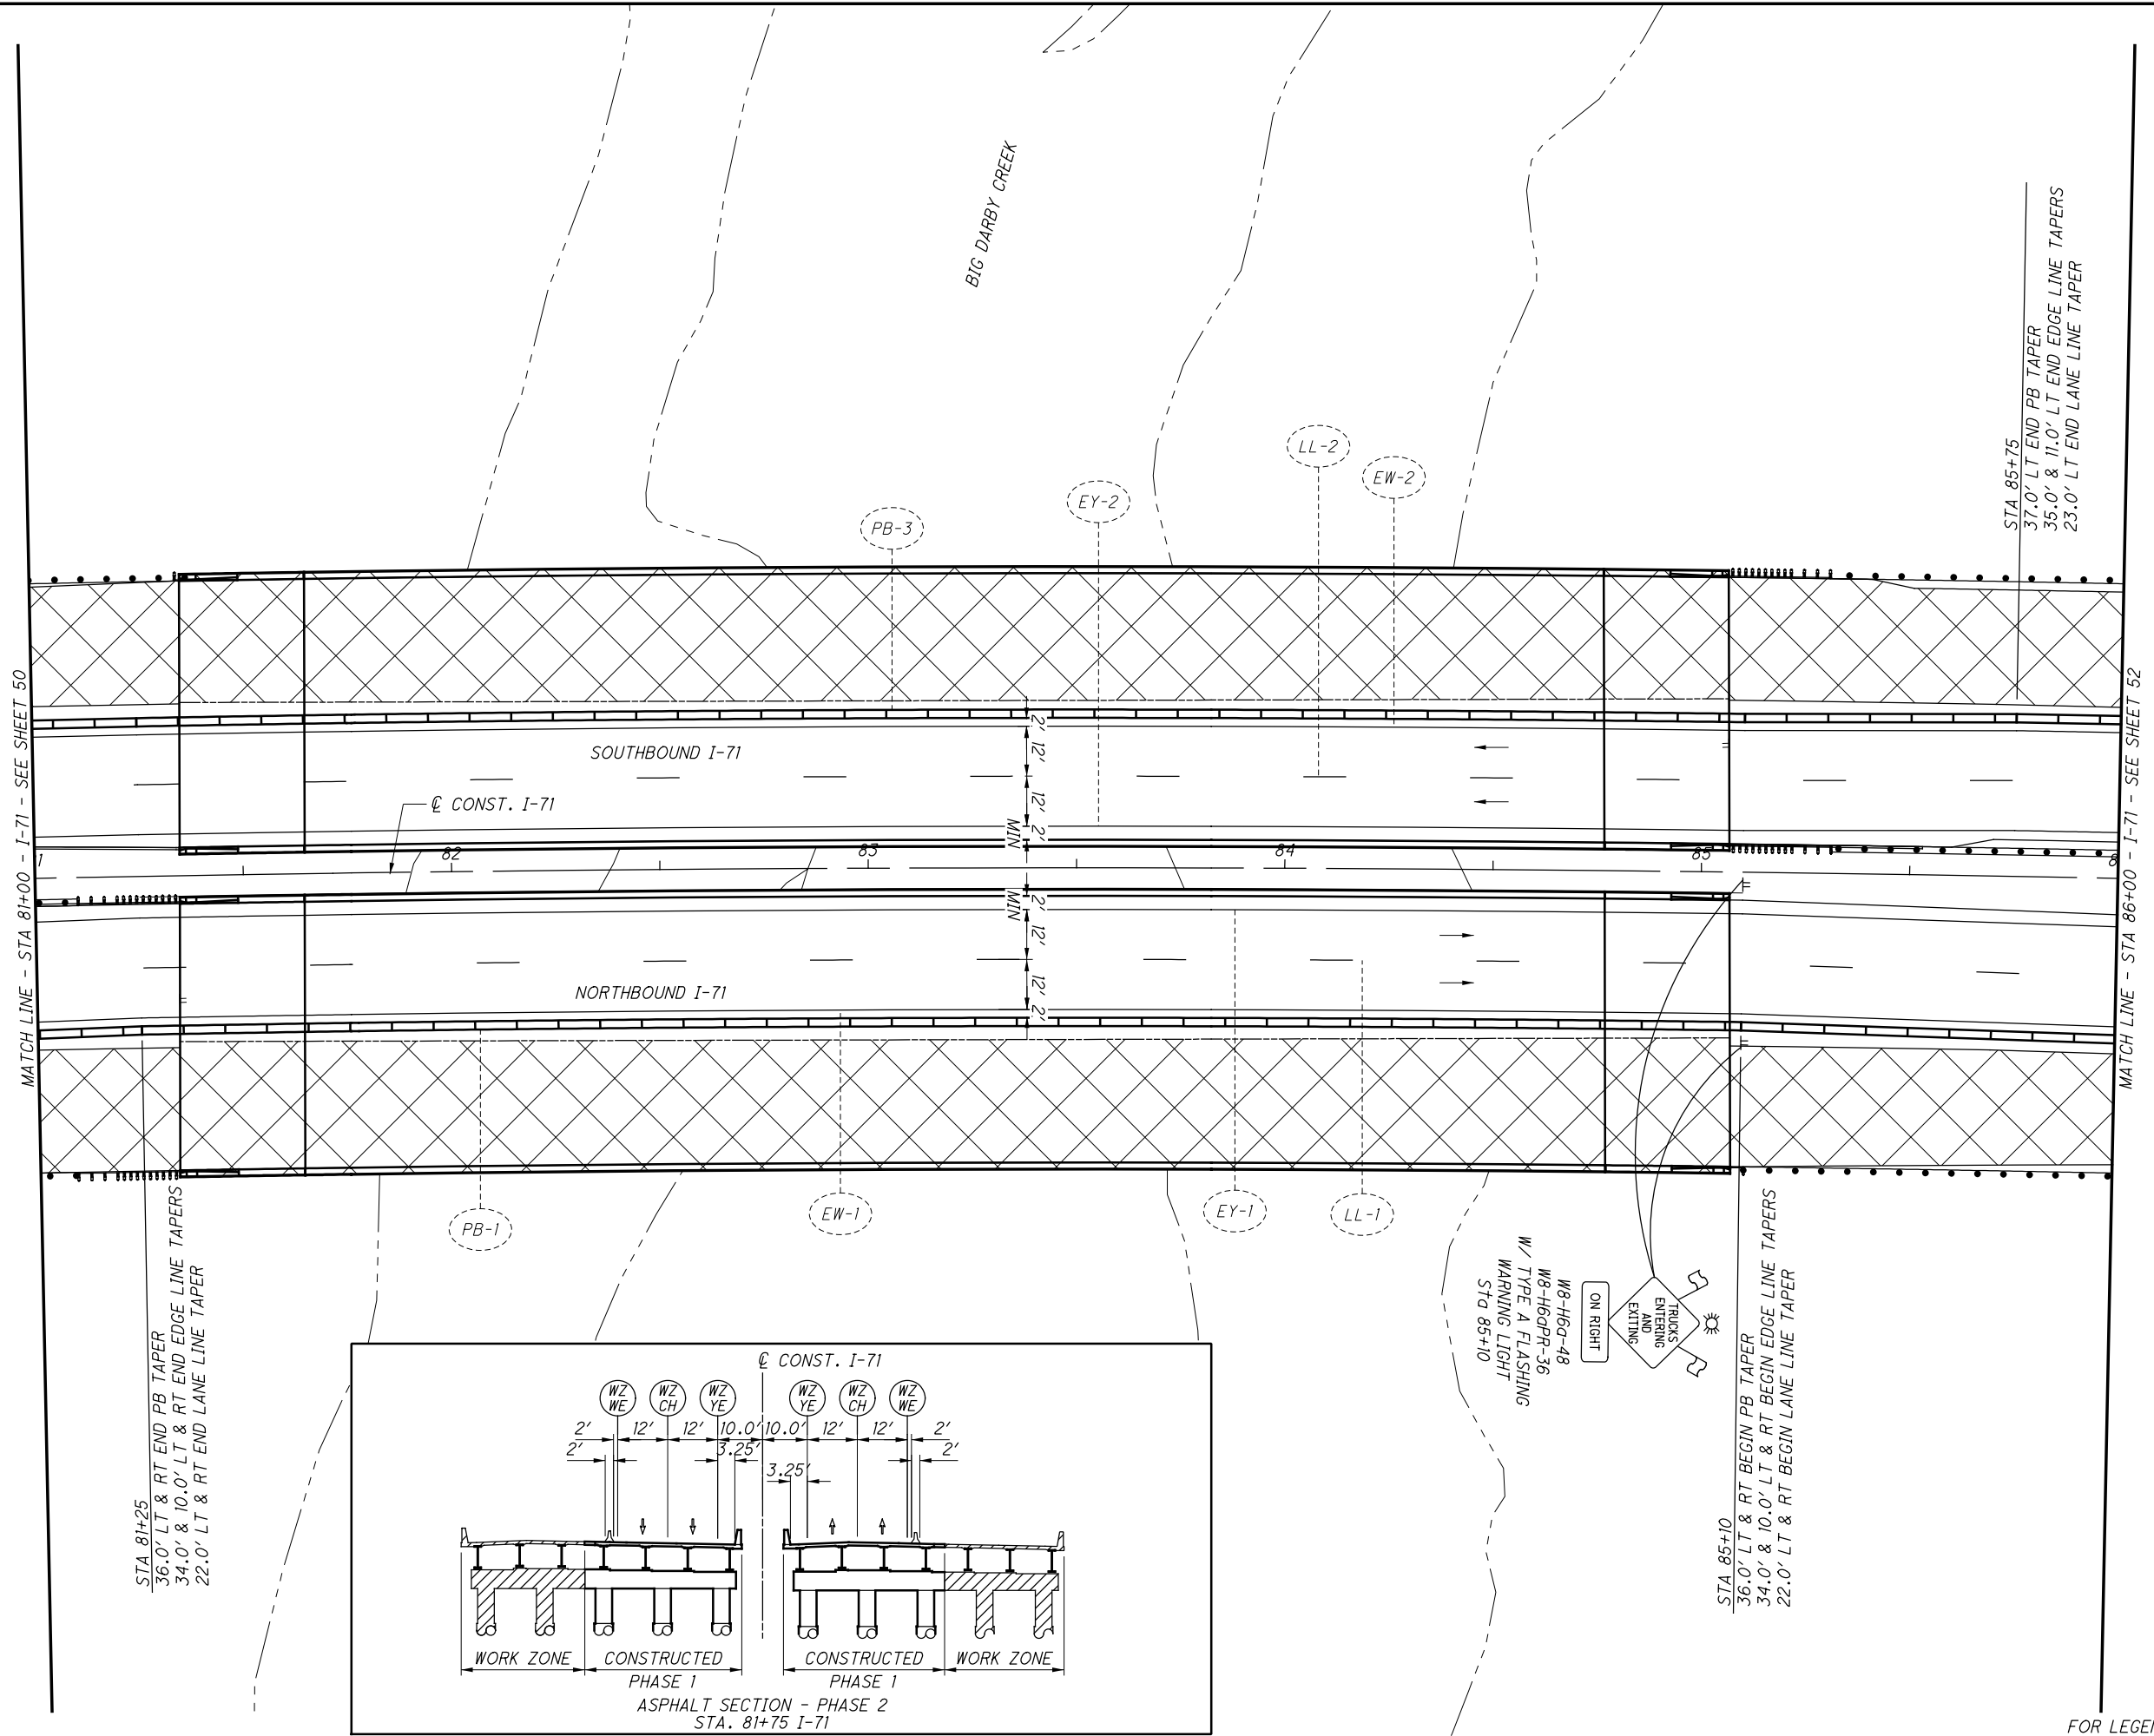 BIG DARBY CREEK
STA 85+75
37.0' LT END PB TAPER
35.0' & 11.0' LT END EDGE LINE TAPERS
23.0' LT END LANE LINE TAPER
LL-2
EW-2
EY-2
PB-3
MATCH LINE - STA 81+00 - I-71 - SEE SHEET 50
MATCH LINE - STA 86+00 - I-71 - SEE SHEET 52
SOUTHBOUND I-71
2'
12'
12'
2'
MIN
℄ CONST. I-71
1
82
83
84
85
8
MIN
2'
12'
12'
2'
NORTHBOUND I-71
PB-1
EW-1
EY-1
LL-1
STA 81+25
36.0' LT & RT END PB TAPER
34.0' & 10.0' LT & RT END EDGE LINE TAPERS
22.0' LT & RT END LANE LINE TAPER
TRUCKS
ENTERING
AND
EXITING
ON RIGHT
W8-H6a-48
W8-H6aPR-36
W/ TYPE A FLASHING
WARNING LIGHT
Sta 85+10
STA 85+10
36.0' LT & RT BEGIN PB TAPER
34.0' & 10.0' LT & RT BEGIN EDGE LINE TAPERS
22.0' LT & RT BEGIN LANE LINE TAPER
℄ CONST. I-71
WZ WE
WZ CH
WZ YE
WZ YE
WZ CH
WZ WE
2' 12' 12' 10.0' 10.0' 12' 12' 2'
2' 3.25' 3.25' 2'
WORK ZONE CONSTRUCTED CONSTRUCTED WORK ZONE
PHASE 1 PHASE 1
ASPHALT SECTION - PHASE 2
STA. 81+75 I-71
FOR LEGE